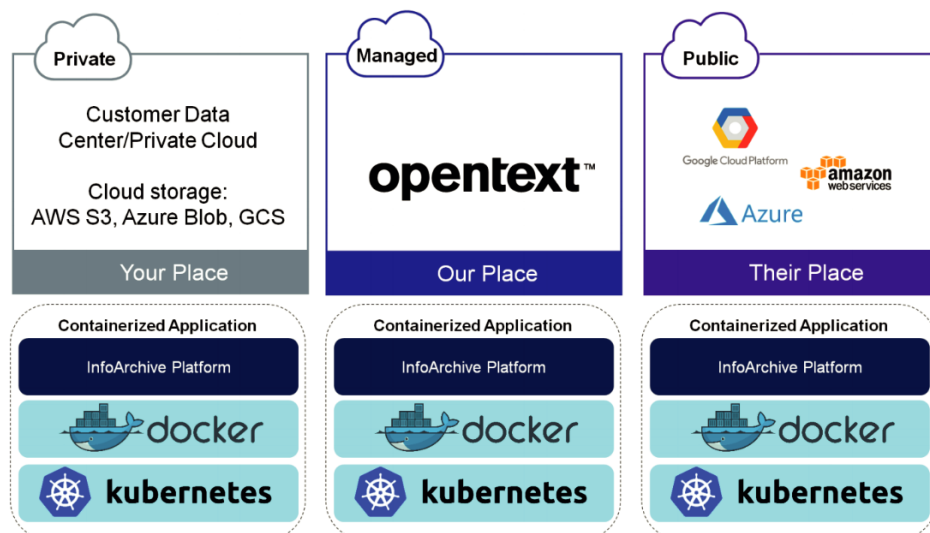 Private
Customer Data
Center/Private Cloud
Cloud storage:
AWS S3, Azure Blob, GCS
Your Place
Managed
opentext™
Our Place
Public
Google Cloud Platform
amazon
webservices
Azure
Their Place
Containerized Application
InfoArchive Platform
docker
kubernetes
Containerized Application
InfoArchive Platform
docker
kubernetes
Containerized Application
InfoArchive Platform
docker
kubernetes